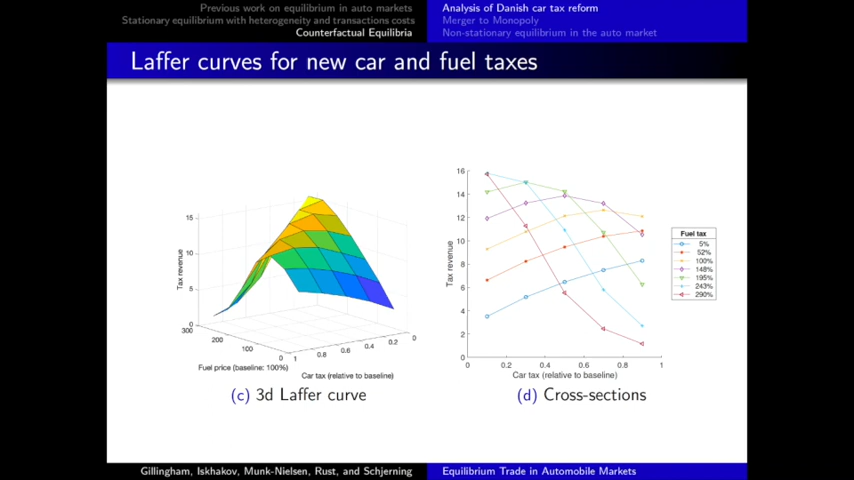 Previous work on equilibrium in auto markets
Stationary equilibrium with heterogeneity and transactions costs
Counterfactual Equilibria
Analysis of Danish car tax reform
Merger to Monopoly
Non-stationary equilibrium in the auto market
Laffer curves for new car and fuel taxes
15
10
5
0
Tax revenue
300
200
100
0
Fuel price (baseline: 100%)
1
0.8
0.6
0.4
0.2
0
Car tax (relative to baseline)
(c) 3d Laffer curve
16
14
12
10
8
6
4
2
0
Tax revenue
0
0.2
0.4
0.6
0.8
1
Car tax (relative to baseline)
Fuel tax
5%
52%
100%
148%
195%
243%
290%
(d) Cross-sections
Gillingham, Iskhakov, Munk-Nielsen, Rust, and Schjerning
Equilibrium Trade in Automobile Markets